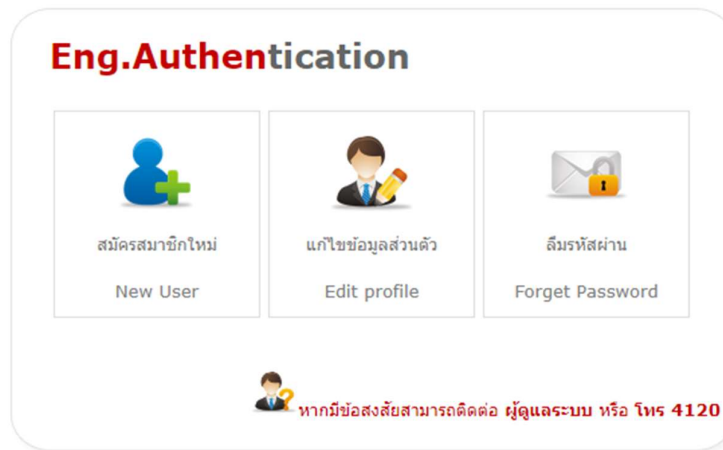 Eng.Authentication
สมัครสมาชิกใหม่
New User
แก้ไขข้อมูลส่วนตัว
Edit profile
ลืมรหัสผ่าน
Forget Password
หากมีข้อสงสัยสามารถติดต่อ ผู้ดูแลระบบ หรือ โทร 4120